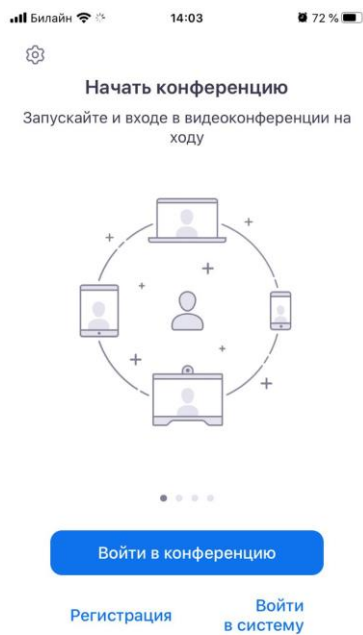 Билайн 14:03 72 %
Начать конференцию
Запускайте и входе в видеоконференции на
ходу
Войти в конференцию
Регистрация
Войти
в систему